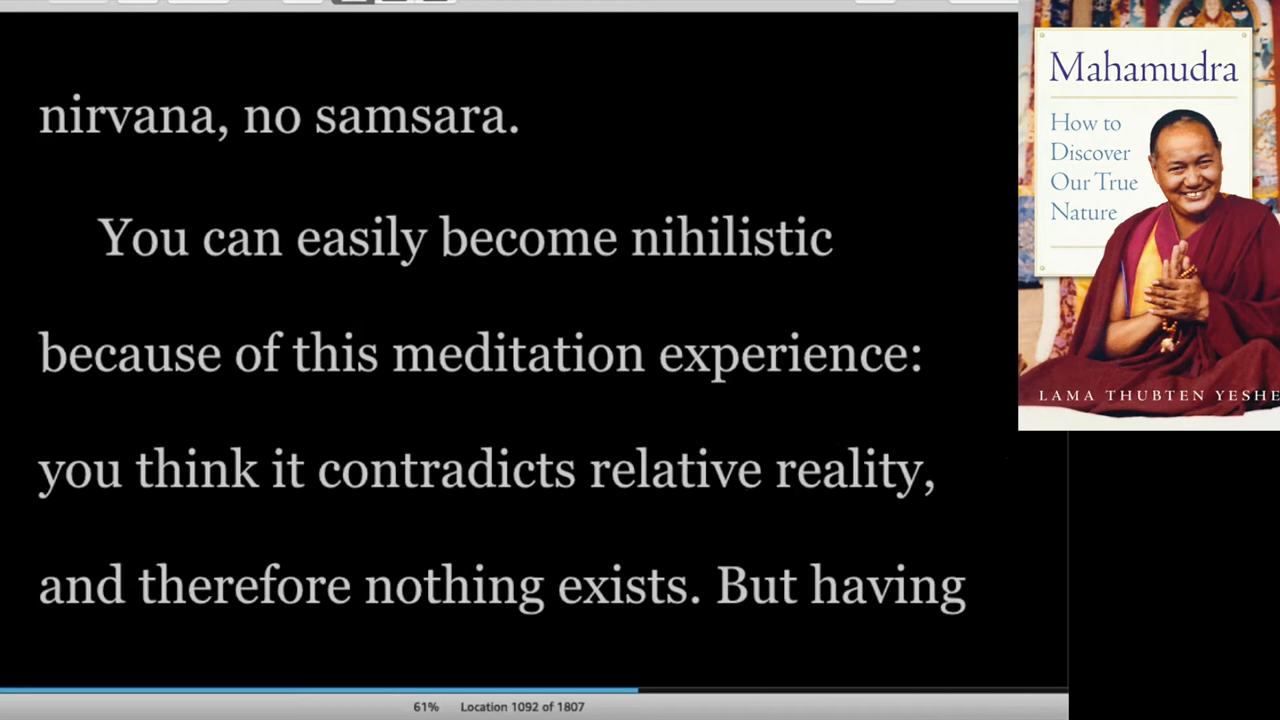 nirvana, no samsara.
You can easily become nihilistic
because of this meditation experience:
you think it contradicts relative reality,
and therefore nothing exists. But having
61% Location 1092 of 1807
Mahamudra
How to
Discover
Our True
Nature
LAMA THUBTEN YESHE